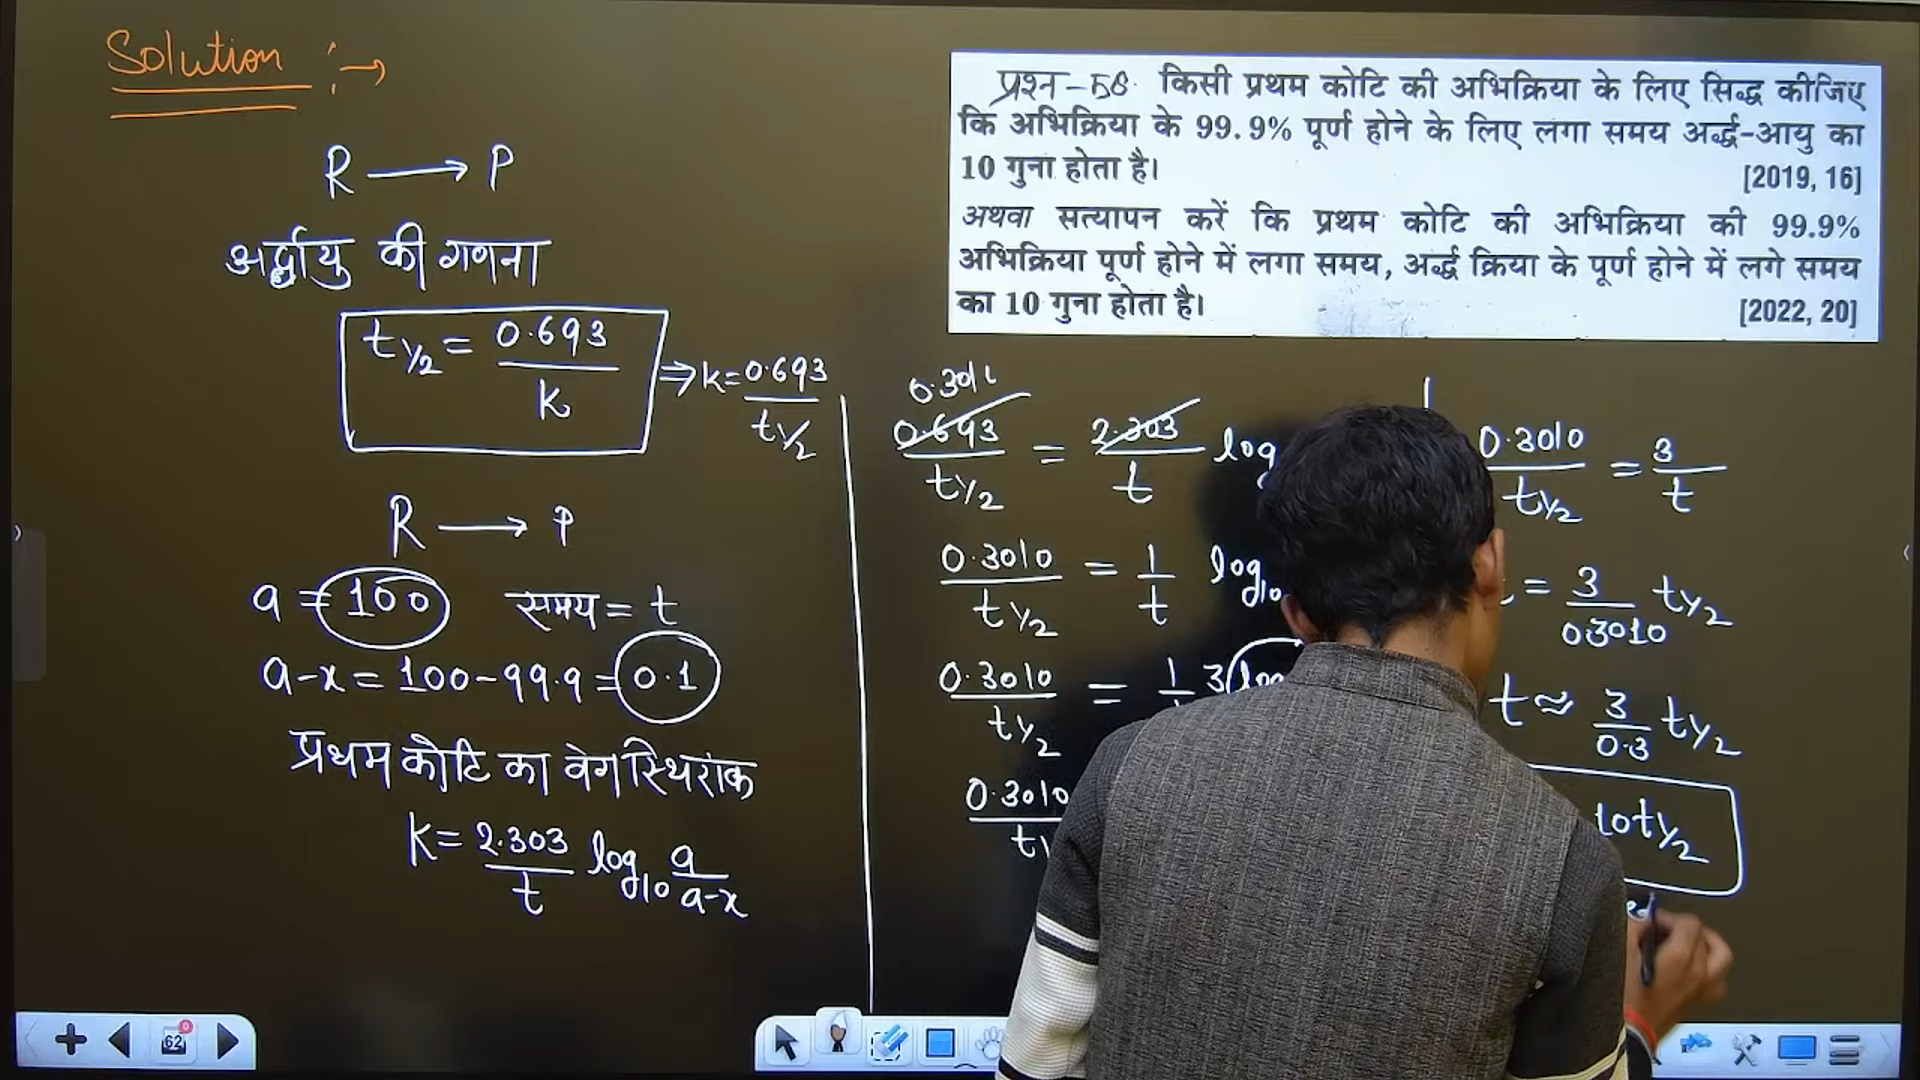 Solution :→
प्रश्न-56. किसी प्रथम कोटि की अभिक्रिया के लिए सिद्ध कीजिए
कि अभिक्रिया के 99.9% पूर्ण होने के लिए लगा समय अर्द्ध-आयु का
10 गुना होता है। [2019, 16]
अथवा सत्यापन करें कि प्रथम कोटि की अभिक्रिया की 99.9%
अभिक्रिया पूर्ण होने में लगा समय, अर्द्ध क्रिया के पूर्ण होने में लगे समय
का 10 गुना होता है। [2022, 20]
R ⟶ P
अर्द्धायु की गणना
t½ = 0.693/K ⇒ K = 0.693/t½
R ⟶ P
a = 100 समय = t
a-x = 100-99.9 = 0.1
प्रथम कोटि का वेग स्थिरांक
K = 2.303/t log10 a/a-x
0.3010
0.693/t½ = 2.303/t log
0.3010/t½ = 1/t log10
0.3010/t½ = 1 3 log
0.3010
0.3010/t½ = 3/t
= 3/0.3010 t½
t ≈ 3/0.3 t½
10t½
62